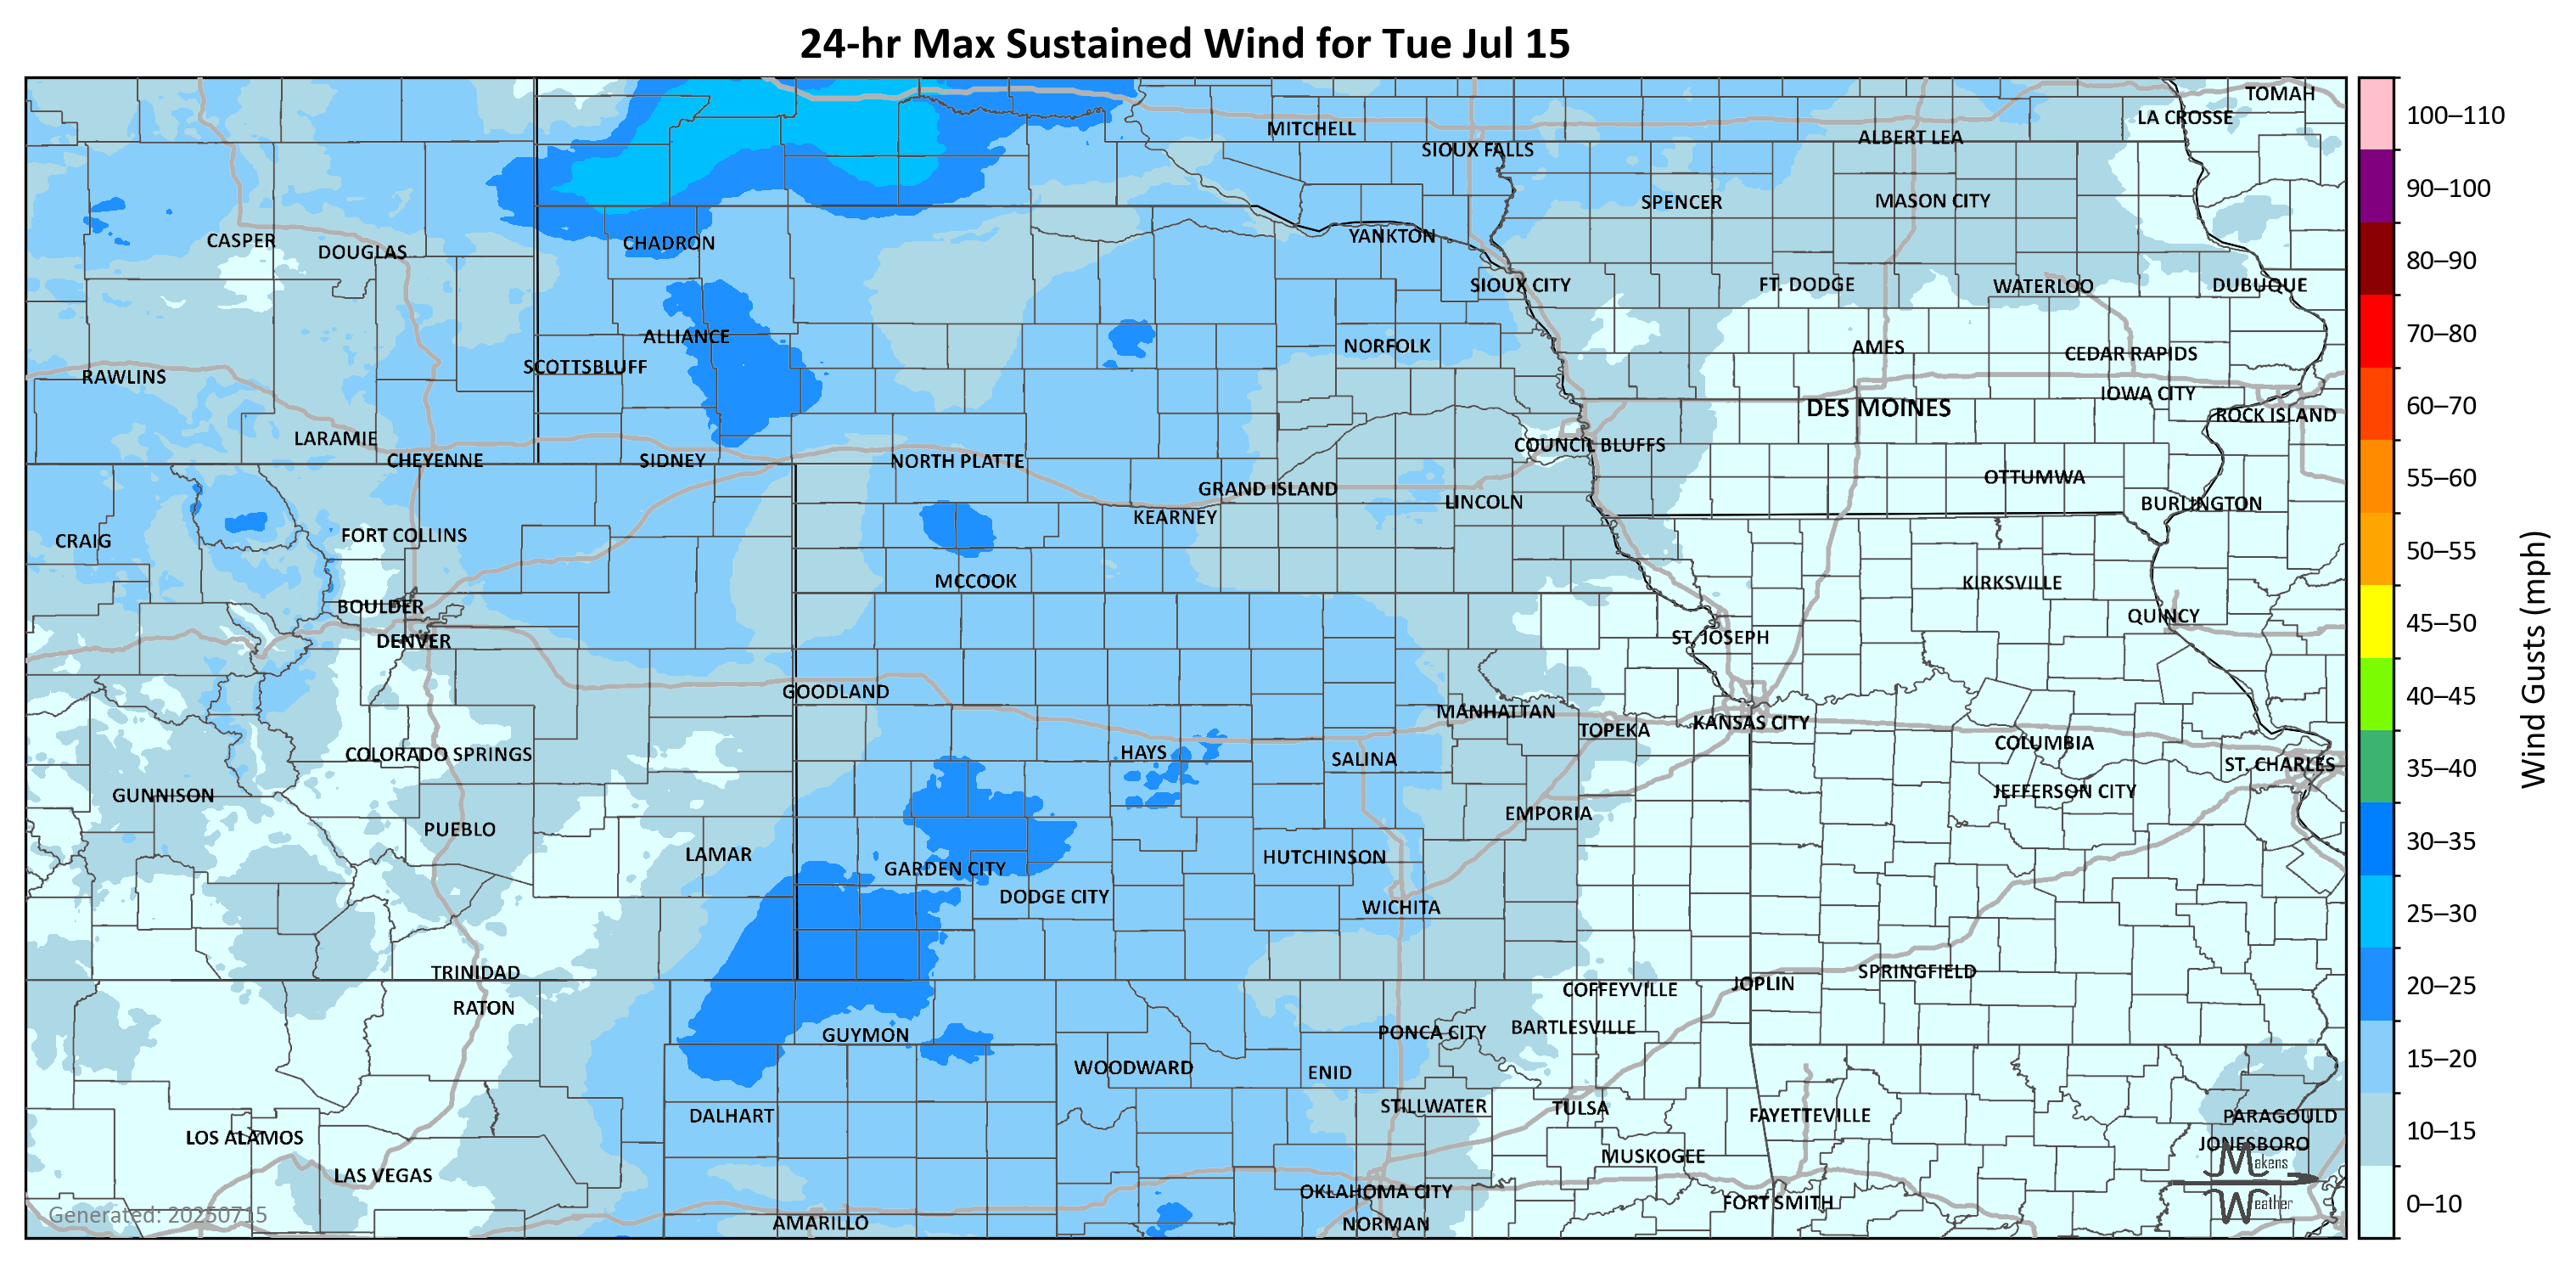 24-hr Max Sustained Wind for Tue Jul 15
TOMAH
LA CROSSE
MITCHELL
ALBERT LEA
SIOUX FALLS
SPENCER
MASON CITY
CASPER
DOUGLAS
CHADRON
YANKTON
SIOUX CITY
FT. DODGE
WATERLOO
DUBUQUE
ALLIANCE
NORFOLK
AMES
CEDAR RAPIDS
SCOTTSBLUFF
RAWLINS
IOWA CITY
DES MOINES
ROCK ISLAND
LARAMIE
COUNCIL BLUFFS
CHEYENNE
SIDNEY
NORTH PLATTE
OTTUMWA
GRAND ISLAND
LINCOLN
BURLINGTON
KEARNEY
CRAIG
FORT COLLINS
MCCOOK
KIRKSVILLE
BOULDER
QUINCY
DENVER
ST. JOSEPH
GOODLAND
MANHATTAN
TOPEKA
KANSAS CITY
COLUMBIA
COLORADO SPRINGS
HAYS
SALINA
ST. CHARLES
GUNNISON
JEFFERSON CITY
EMPORIA
PUEBLO
LAMAR
HUTCHINSON
GARDEN CITY
DODGE CITY
WICHITA
TRINIDAD
SPRINGFIELD
JOPLIN
COFFEYVILLE
RATON
GUYMON
PONCA CITY
BARTLESVILLE
WOODWARD
ENID
STILLWATER
TULSA
DALHART
FAYETTEVILLE
PARAGOULD
LOS ALAMOS
JONESBORO
MUSKOGEE
LAS VEGAS
OKLAHOMA CITY
FORT SMITH
AMARILLO
NORMAN
Makens
Weather
Generated: 20250715
100–110
90–100
80–90
70–80
60–70
55–60
50–55
45–50
40–45
35–40
30–35
25–30
20–25
15–20
10–15
0–10
Wind Gusts (mph)